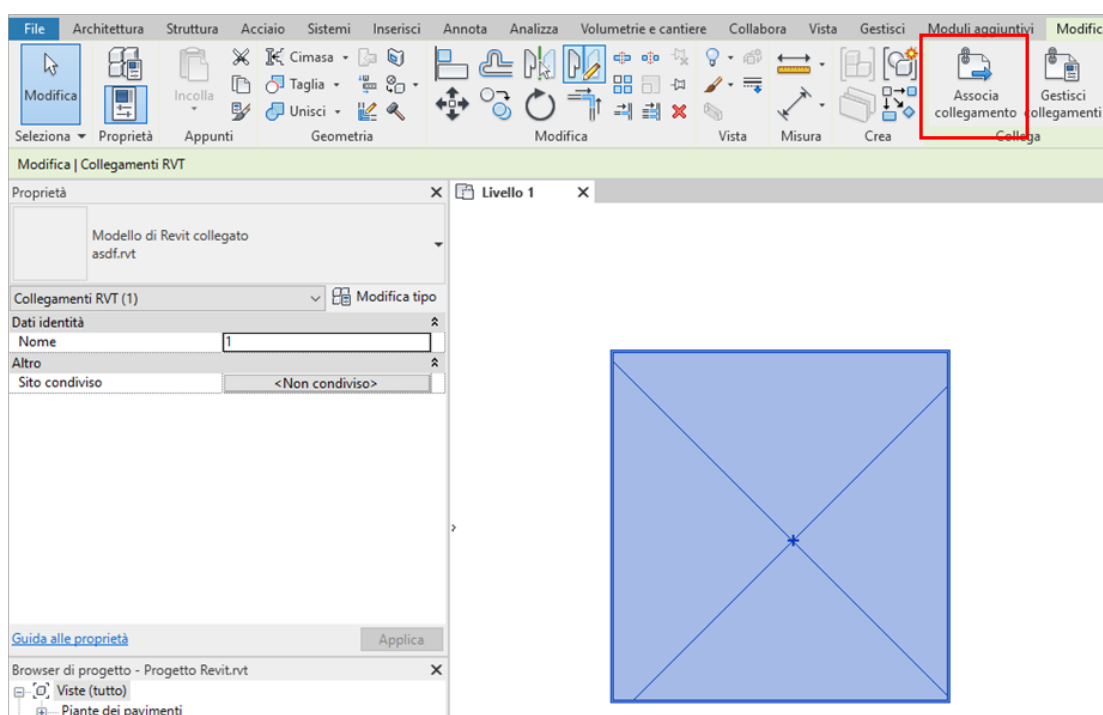 File Architettura Struttura Acciaio Sistemi Inserisci Annota Analizza Volumetrie e cantiere Collabora Vista Gestisci Moduli aggiuntivi Modific
Modifica
Incolla
Cimasa
Taglia
Unisci
Associa collegamento
Gestisci collegamenti
Seleziona Proprietà Appunti Geometria Modifica Vista Misura Crea Collega
Modifica | Collegamenti RVT
Proprietà
Livello 1
Modello di Revit collegato
asdf.rvt
Collegamenti RVT (1) Modifica tipo
Dati identità
Nome 1
Altro
Sito condiviso <Non condiviso>
Guida alle proprietà Applica
Browser di progetto - Progetto Revit.rvt
Viste (tutto)
Piante dei pavimenti